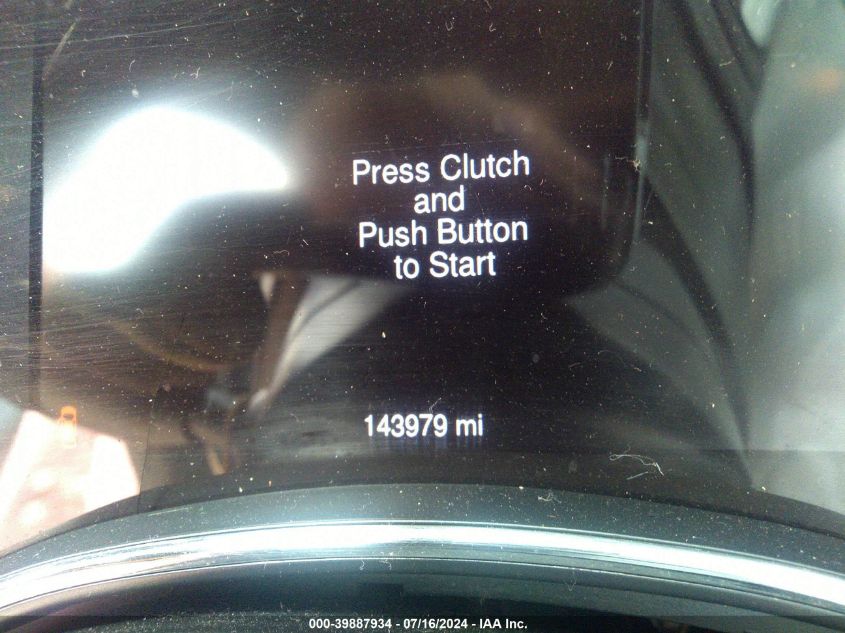 Press Clutch
and
Push Button
to Start
143979 mi
000-39887934 - 07/16/2024 - IAA Inc.